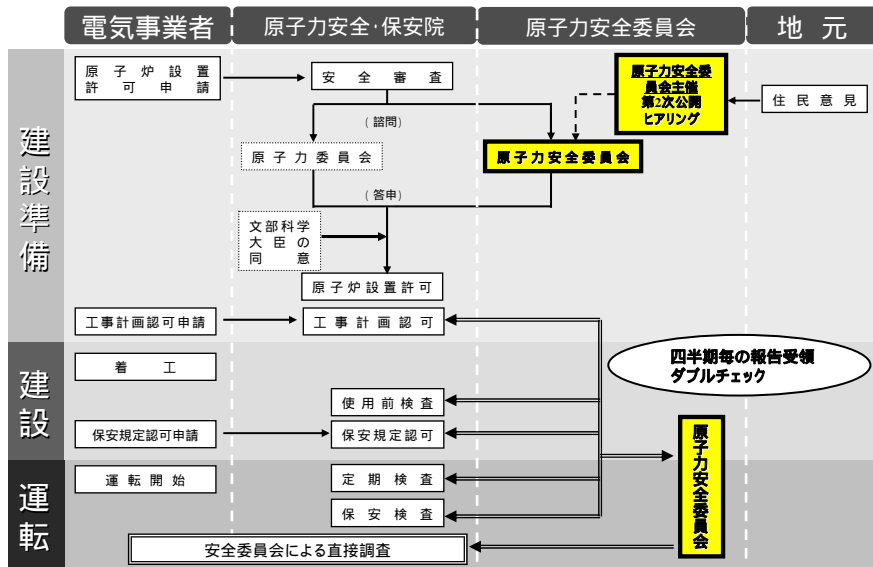 電気事業者
原子力安全・保安院
原子力安全委員会
地元
建設準備
原子炉設置
許可申請
安全審査
原子力安全委
員会主催
第2次公開
ヒアリング
住民意見
(諮問)
原子力委員会
原子力安全委員会
(答申)
文部科学
大臣の
同意
原子炉設置許可
工事計画認可申請
工事計画認可
建設
着工
四半期毎の報告受領
ダブルチェック
使用前検査
保安規定認可申請
保安規定認可
原子力安全委員会
運転
運転開始
定期検査
保安検査
安全委員会による直接調査